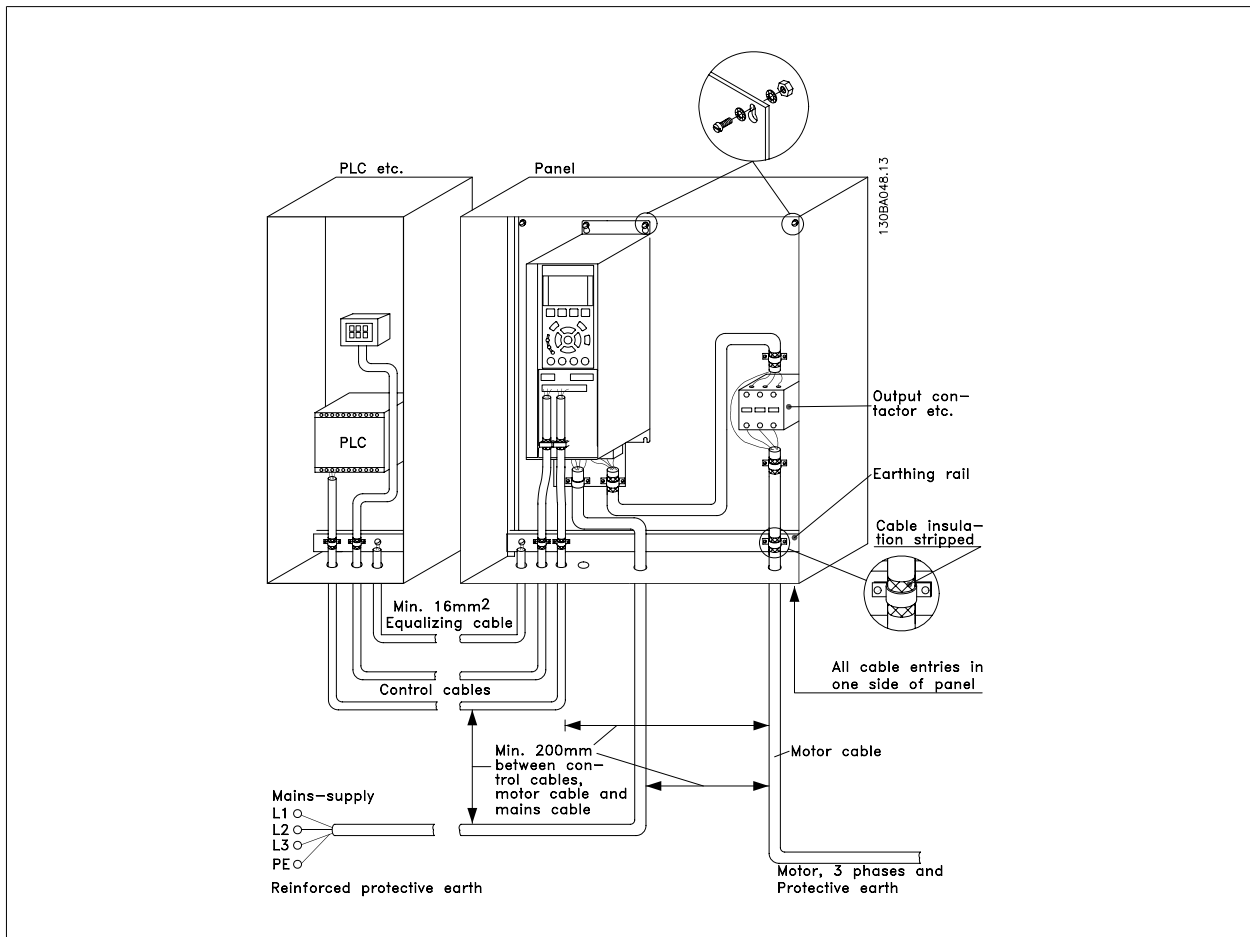 130BA048.13
PLC etc.
Panel
PLC
Output con-
tactor etc.
Earthing rail
Cable insula-
tion stripped
Min. 16mm2
Equalizing cable
All cable entries in
one side of panel
Control cables
Min. 200mm
between con-
trol cables,
motor cable and
mains cable
Motor cable
Mains-supply
L1
L2
L3
PE
Reinforced protective earth
Motor, 3 phases and
Protective earth